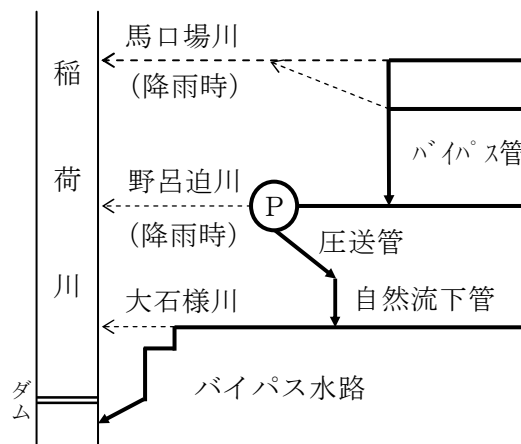 馬口場川
(降雨時)
稲荷川
バイパス管
野呂迫川
(降雨時)
P
圧送管
自然流下管
大石様川
バイパス水路
ダム